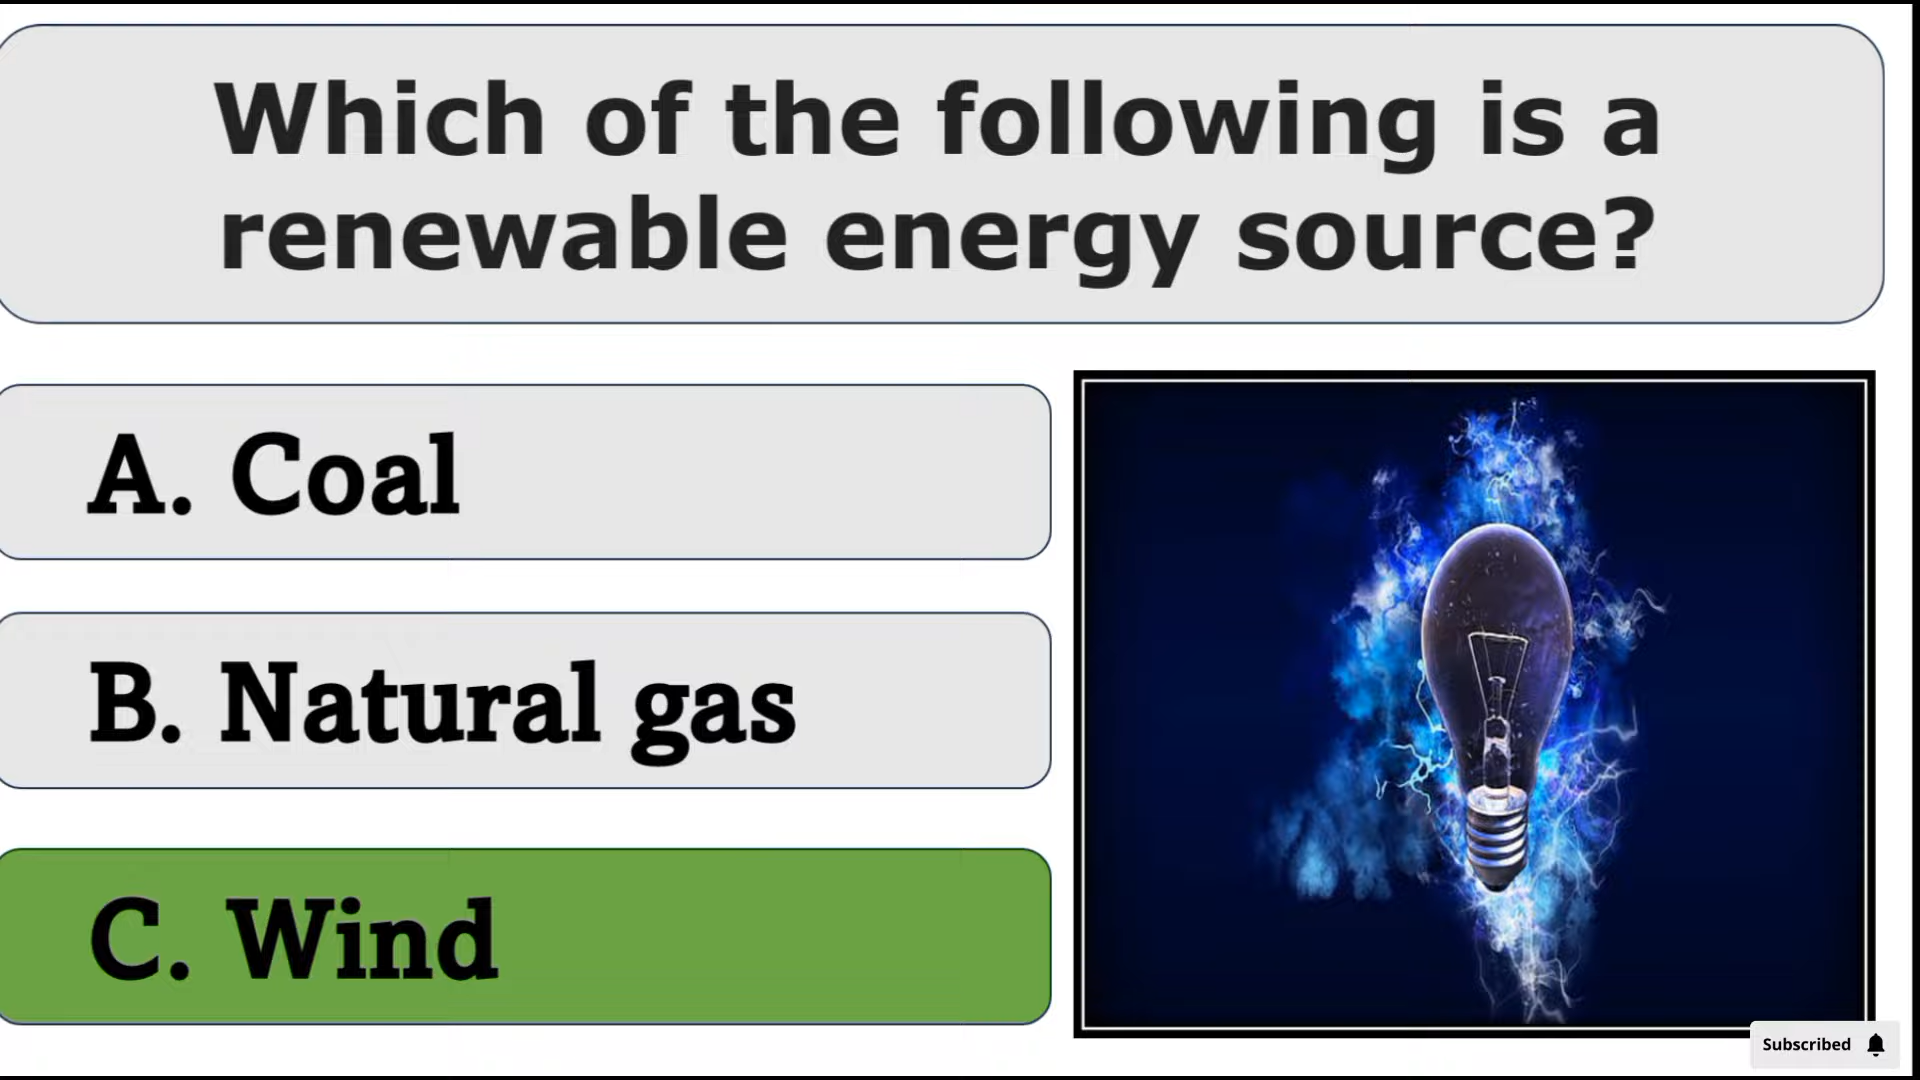 Which of the following is a
renewable energy source?
A. Coal
B. Natural gas
C. Wind
Subscribed